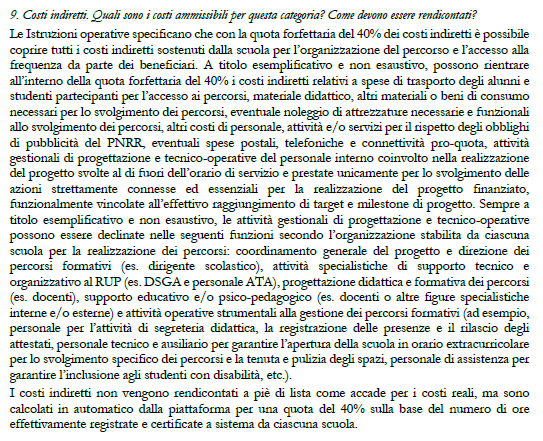 9. Costi indiretti. Quali sono i costi ammissibili per questa categoria? Come devono essere rendicontati?
Le Istruzioni operative specificano che con la quota forfettaria del 40% dei costi indiretti è possibile
coprire tutti i costi indiretti sostenuti dalla scuola per l'organizzazione del percorso e l'accesso alla
frequenza da parte dei beneficiari. A titolo esemplificativo e non esaustivo, possono rientrare
all'interno della quota forfettaria del 40% i costi indiretti relativi a spese di trasporto degli alunni e
studenti partecipanti per l'accesso ai percorsi, materiale didattico, altri materiali o beni di consumo
necessari per lo svolgimento dei percorsi, eventuale noleggio di attrezzature necessarie e funzionali
allo svolgimento dei percorsi, altri costi di personale, attività e/o servizi per il rispetto degli obblighi
di pubblicità del PNRR, eventuali spese postali, telefoniche e connettività pro-quota, attività
gestionali di progettazione e tecnico-operative del personale interno coinvolto nella realizzazione
del progetto svolte al di fuori dell'orario di servizio e prestate unicamente per lo svolgimento delle
azioni strettamente connesse ed essenziali per la realizzazione del progetto finanziato,
funzionalmente vincolate all'effettivo raggiungimento di target e milestone di progetto. Sempre a
titolo esemplificativo e non esaustivo, le attività gestionali di progettazione e tecnico-operative
possono essere declinate nelle seguenti funzioni secondo l'organizzazione stabilita da ciascuna
scuola per la realizzazione dei percorsi: coordinamento generale del progetto e direzione dei
percorsi formativi (es. dirigente scolastico), attività specialistiche di supporto tecnico e
organizzativo al RUP (es. DSGA e personale ATA), progettazione didattica e formativa dei percorsi
(es. docenti), supporto educativo e/o psico-pedagogico (es. docenti o altre figure specialistiche
interne e/o esterne) e attività operative strumentali alla gestione dei percorsi formativi (ad esempio,
personale per l'attività di segreteria didattica, la registrazione delle presenze e il rilascio degli
attestati, personale tecnico e ausiliario per garantire l'apertura della scuola in orario extracurricolare
per lo svolgimento specifico dei percorsi e la tenuta e pulizia degli spazi, personale di assistenza per
garantire l'inclusione agli studenti con disabilità, etc.).
I costi indiretti non vengono rendicontati a piè di lista come accade per i costi reali, ma sono
calcolati in automatico dalla piattaforma per una quota del 40% sulla base del numero di ore
effettivamente registrate e certificate a sistema da ciascuna scuola.